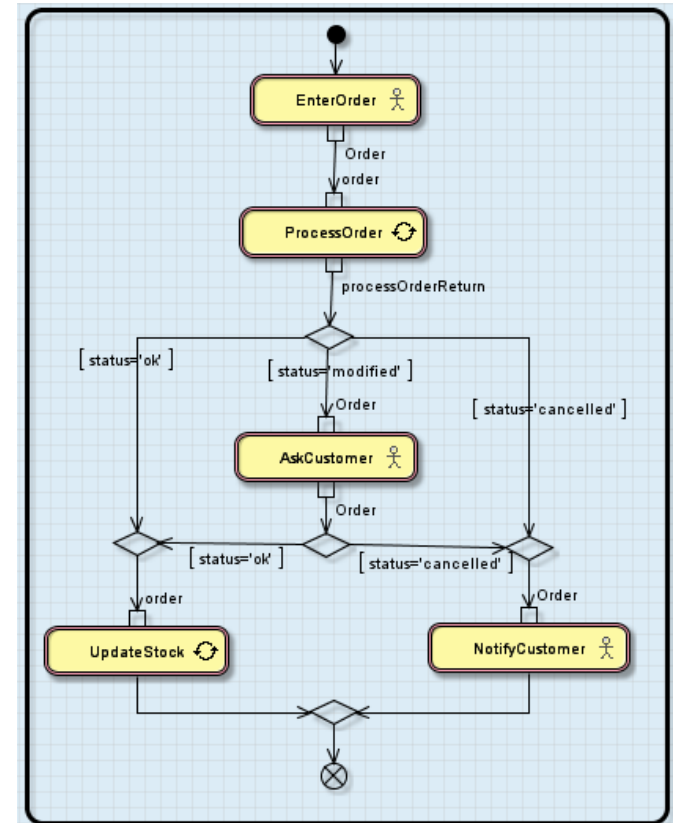 EnterOrder
Order
order
ProcessOrder
processOrderReturn
[ status='ok' ]
[ status='modified' ]
Order
[ status='cancelled' ]
AskCustomer
Order
[ status='ok' ]
[ status='cancelled' ]
order
Order
UpdateStock
NotifyCustomer